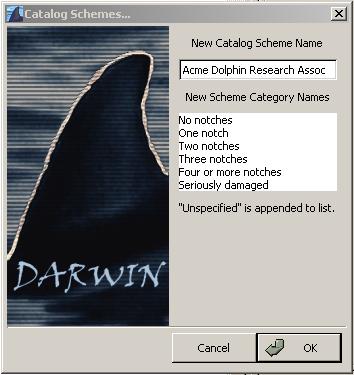 Catalog Schemes...
New Catalog Scheme Name
Acme Dolphin Research Assoc
New Scheme Category Names
No notches
One notch
Two notches
Three notches
Four or more notches
Seriously damaged
"Unspecified" is appended to list.
DARWIN
Cancel
OK